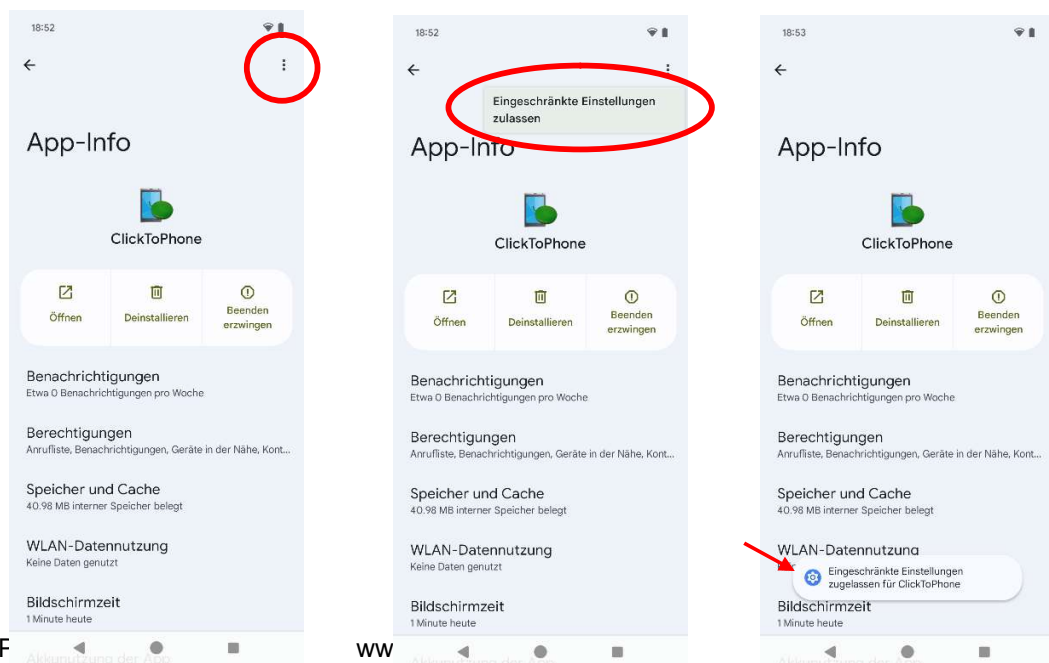 18:52
App-Info
ClickToPhone
Öffnen
Deinstallieren
Beenden
erzwingen
Benachrichtigungen
Etwa 0 Benachrichtigungen pro Woche
Berechtigungen
Anrufliste, Benachrichtigungen, Geräte in der Nähe, Kont...
Speicher und Cache
40.98 MB interner Speicher belegt
WLAN-Datennutzung
Keine Daten genutzt
Bildschirmzeit
1 Minute heute
Akkunutzung der App
18:52
Eingeschränkte Einstellungen
zulassen
App-Info
ClickToPhone
Öffnen
Deinstallieren
Beenden
erzwingen
Benachrichtigungen
Etwa 0 Benachrichtigungen pro Woche
Berechtigungen
Anrufliste, Benachrichtigungen, Geräte in der Nähe, Kont...
Speicher und Cache
40.98 MB interner Speicher belegt
WLAN-Datennutzung
Keine Daten genutzt
Bildschirmzeit
1 Minute heute
ww
18:53
App-Info
ClickToPhone
Öffnen
Deinstallieren
Beenden
erzwingen
Benachrichtigungen
Etwa 0 Benachrichtigungen pro Woche
Berechtigungen
Anrufliste, Benachrichtigungen, Geräte in der Nähe, Kont...
Speicher und Cache
40.98 MB interner Speicher belegt
WLAN-Datennutzung
Eingeschränkte Einstellungen
zugelassen für ClickToPhone
Bildschirmzeit
1 Minute heute